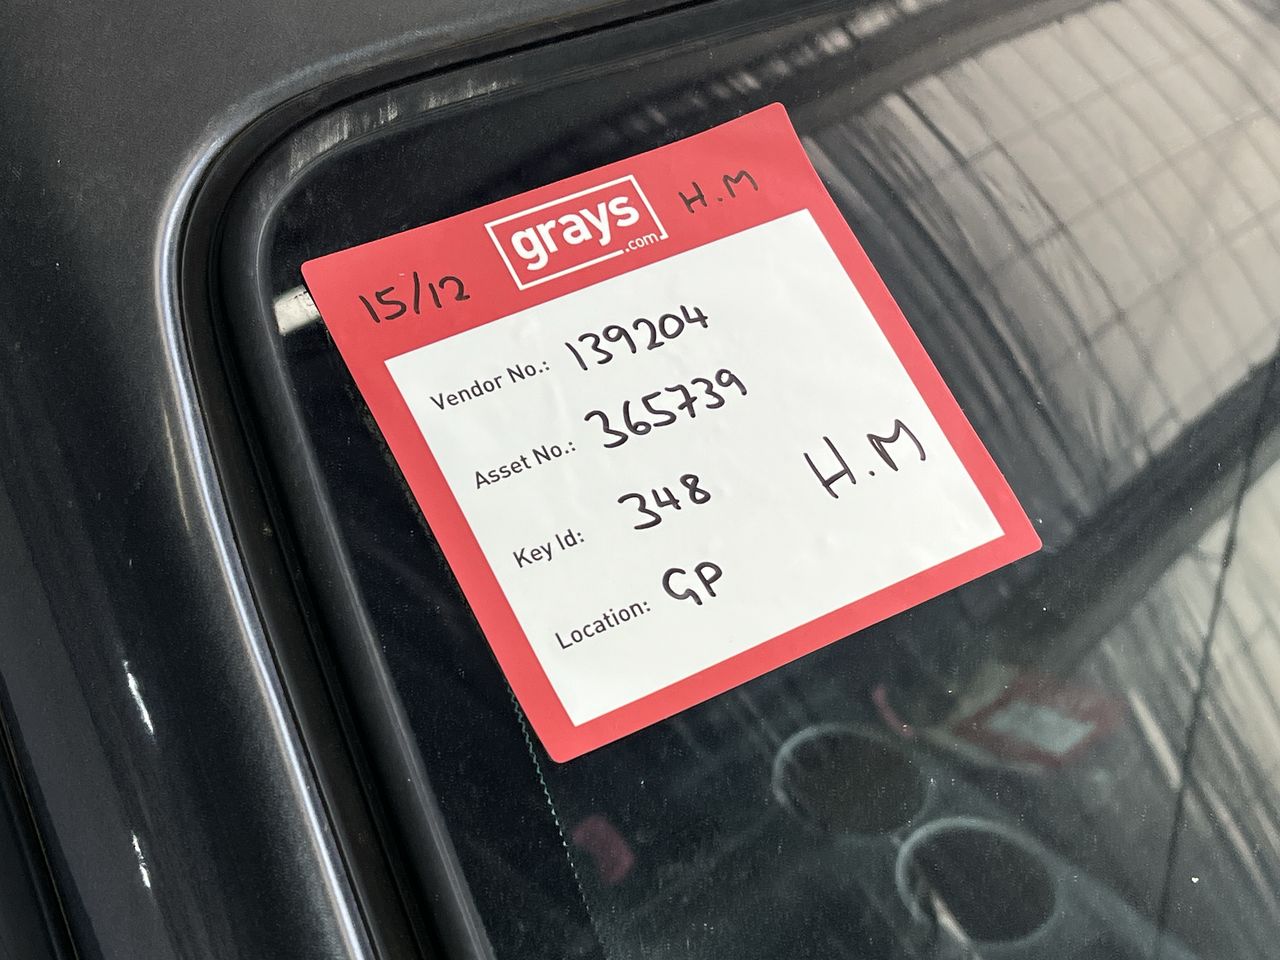 15/12 grays.com H.M
Vendor No.: 139204
Asset No.: 365739
Key Id: 348 H.M
Location: GP